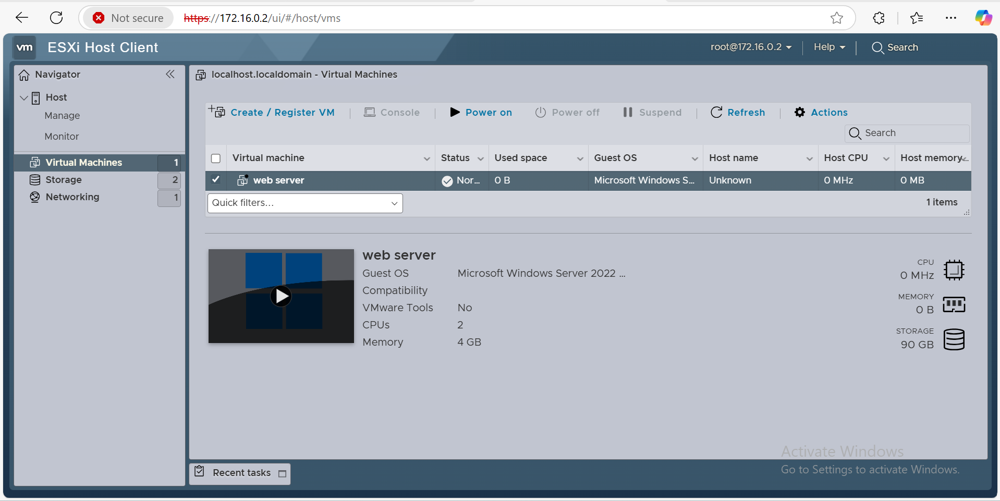 Not secure https://172.16.0.2/ui/#/host/vms
vm ESXi Host Client root@172.16.0.2 Help Search
Navigator
Host
Manage
Monitor
Virtual Machines 1
Storage 2
Networking 1
localhost.localdomain - Virtual Machines
Create / Register VM Console Power on Power off Suspend Refresh Actions
Search
Virtual machine Status Used space Guest OS Host name Host CPU Host memory...
web server Nor... 0 B Microsoft Windows S... Unknown 0 MHz 0 MB
Quick filters... 1 items
web server
Guest OS Microsoft Windows Server 2022 ...
Compatibility
VMware Tools No
CPUs 2
Memory 4 GB
CPU
0 MHz
MEMORY
0 B
STORAGE
90 GB
Recent tasks
Activate Windows
Go to Settings to activate Windows.